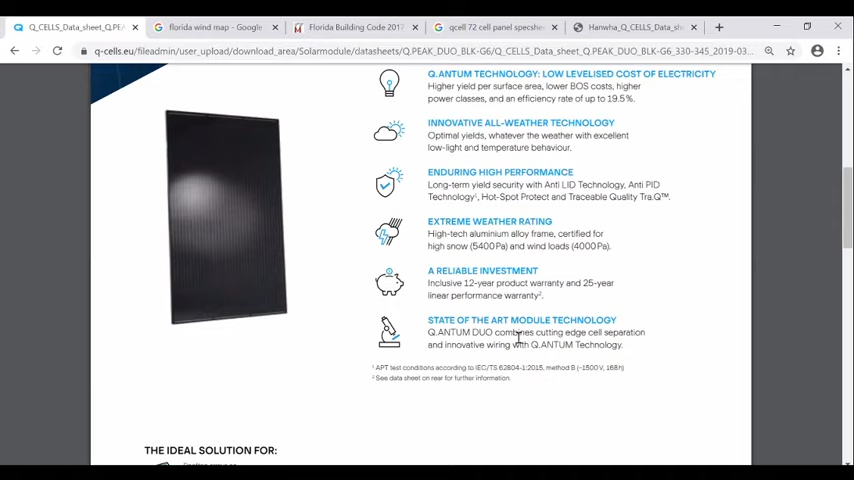 Q_CELLS_Data_sheet_Q.PEA
florida wind map - Google
Florida Building Code 2017
qcell 72 cell panel specshe
Hanwha_Q_CELLS_Data_she
q-cells.eu/fileadmin/user_upload/download_area/Solarmodule/datasheets/Q.PEAK_DUO_BLK-G6/Q_CELLS_Data_sheet_Q.PEAK_DUO_BLK-G6_330-345_2019-03...
Q.ANTUM TECHNOLOGY: LOW LEVELISED COST OF ELECTRICITY
Higher yield per surface area, lower BOS costs, higher
power classes, and an efficiency rate of up to 19.5%.
INNOVATIVE ALL-WEATHER TECHNOLOGY
Optimal yields, whatever the weather with excellent
low-light and temperature behaviour.
ENDURING HIGH PERFORMANCE
Long-term yield security with Anti LID Technology, Anti PID
Technology¹, Hot-Spot Protect and Traceable Quality Tra.Q™.
EXTREME WEATHER RATING
High-tech aluminium alloy frame, certified for
high snow (5400 Pa) and wind loads (4000 Pa).
A RELIABLE INVESTMENT
Inclusive 12-year product warranty and 25-year
linear performance warranty².
STATE OF THE ART MODULE TECHNOLOGY
Q.ANTUM DUO combines cutting edge cell separation
and innovative wiring with Q.ANTUM Technology.
¹ APT test conditions according to IEC/TS 62804-1:2015, method B (−1500 V, 168 h)
² See data sheet on rear for further information.
THE IDEAL SOLUTION FOR: